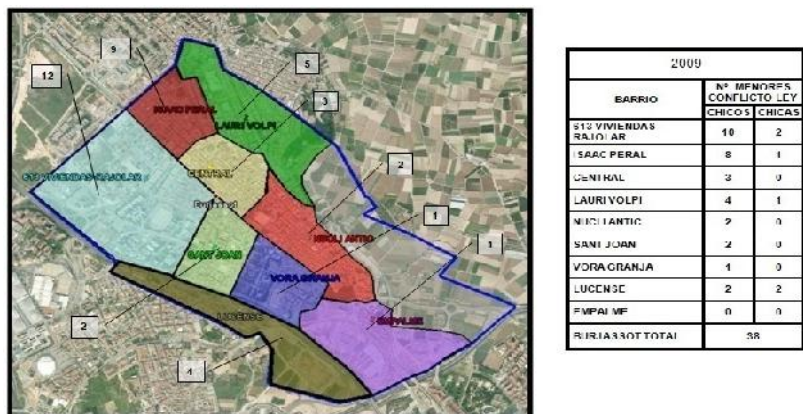 9
12
5
3
ISAAC PERAL
LAURI VOLPI
CENTRAL
2
613 VIVIENDAS RAJOLAR
Burjassot
1
NUCLI ANTIC
1
SANT JOAN
VORA GRANJA
LUCENSE
EMPALME
2
4
2009
BARRIO
Nº MENORES
CONFLICTO LEY
CHICOS CHICAS
613 VIVIENDAS
RAJOLAR 10 2
ISAAC PERAL 8 1
CENTRAL 3 0
LAURI VOLPI 4 1
NUCLI ANTIC 2 0
SANT JOAN 2 0
VORA GRANJA 1 0
LUCENSE 2 2
EMPALME 0 0
BURJASSOT TOTAL 38